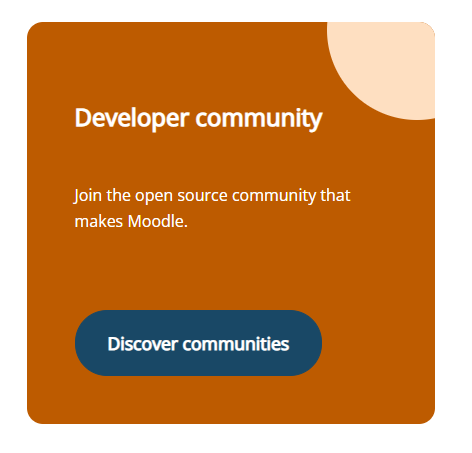 Developer community
Join the open source community that
makes Moodle.
Discover communities